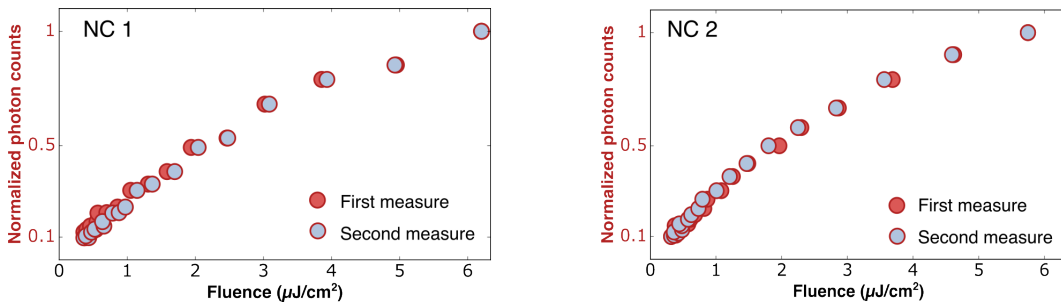 NC 1
Normalized photon counts
1
0.5
0.1
First measure
Second measure
0 1 2 3 4 5 6
Fluence (µJ/cm²)
NC 2
Normalized photon counts
1
0.5
0.1
First measure
Second measure
0 1 2 3 4 5 6
Fluence (µJ/cm²)